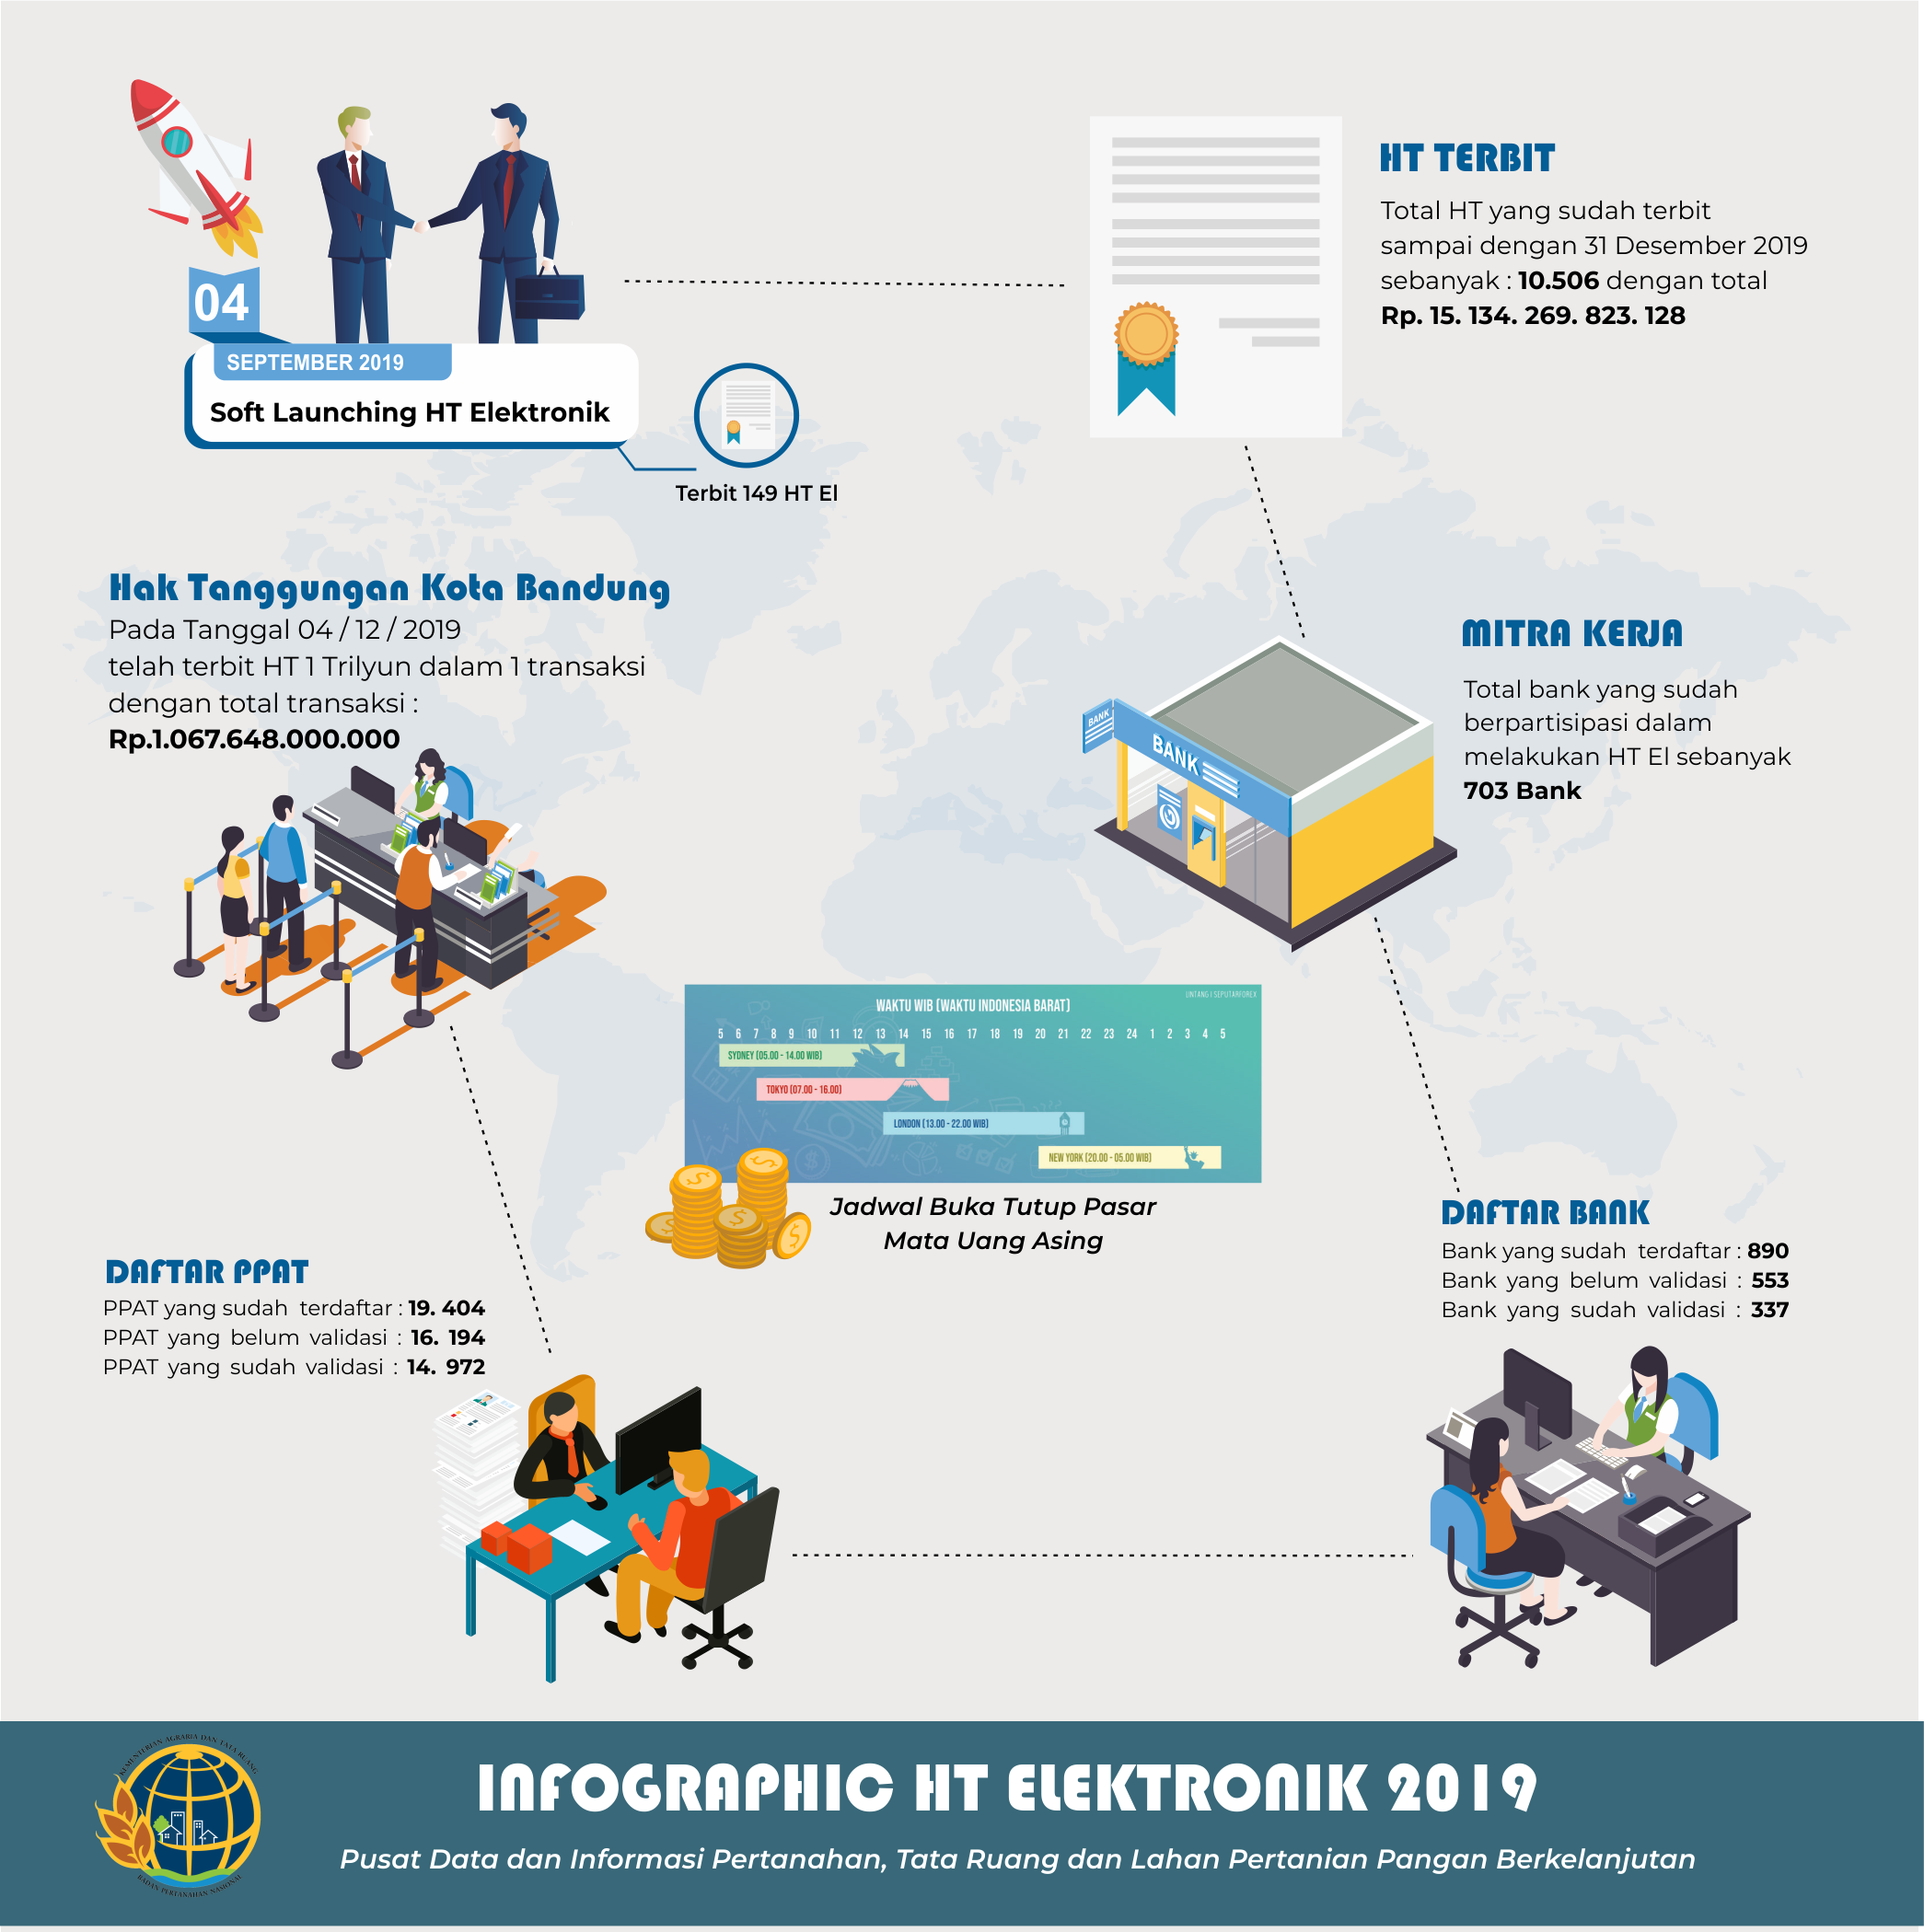 04
SEPTEMBER 2019
Soft Launching HT Elektronik
Terbit 149 HT El
HT TERBIT
Total HT yang sudah terbit
sampai dengan 31 Desember 2019
sebanyak : 10.506 dengan total
Rp. 15. 134. 269. 823. 128
Hak Tanggungan Kota Bandung
Pada Tanggal 04 / 12 / 2019
telah terbit HT 1 Trilyun dalam 1 transaksi
dengan total transaksi :
Rp.1.067.648.000.000
MITRA KERJA
Total bank yang sudah
berpartisipasi dalam
melakukan HT El sebanyak
703 Bank
BANK
BANK
LINTANG | SEPUTARFOREX
WAKTU WIB (WAKTU INDONESIA BARAT)
5 6 7 8 9 10 11 12 13 14 15 16 17 18 19 20 21 22 23 24 1 2 3 4 5
SYDNEY (05.00 - 14.00 WIB)
TOKYO (07.00 - 16.00)
LONDON (13.00 - 22.00 WIB)
NEW YORK (20.00 - 05.00 WIB)
Jadwal Buka Tutup Pasar
Mata Uang Asing
DAFTAR BANK
Bank yang sudah terdaftar : 890
Bank yang belum validasi : 553
Bank yang sudah validasi : 337
DAFTAR PPAT
PPAT yang sudah terdaftar : 19. 404
PPAT yang belum validasi : 16. 194
PPAT yang sudah validasi : 14. 972
KEMENTERIAN AGRARIA DAN TATA RUANG
BADAN PERTANAHAN NASIONAL
INFOGRAPHIC HT ELEKTRONIK 2019
Pusat Data dan Informasi Pertanahan, Tata Ruang dan Lahan Pertanian Pangan Berkelanjutan